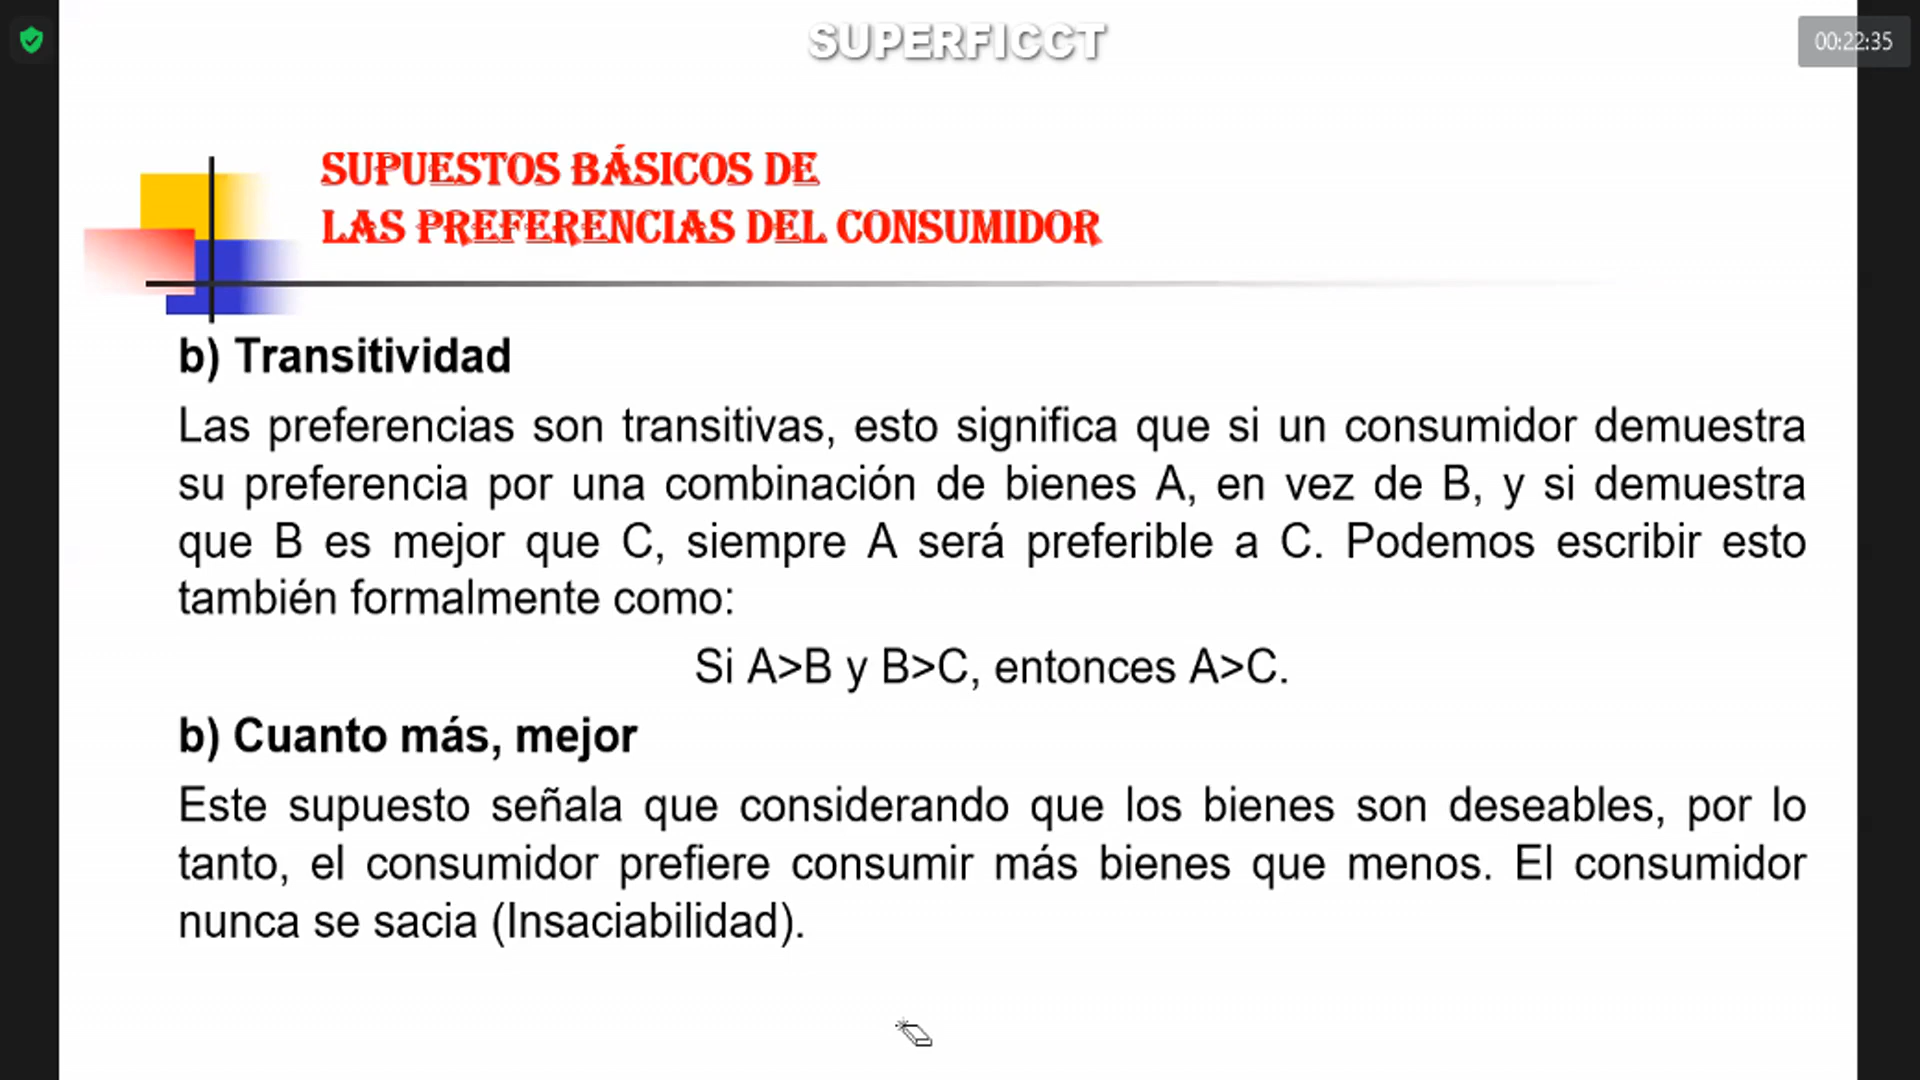 SUPERFICCT
00:22:35
SUPUESTOS BÁSICOS DE
LAS PREFERENCIAS DEL CONSUMIDOR
b) Transitividad
Las preferencias son transitivas, esto significa que si un consumidor demuestra
su preferencia por una combinación de bienes A, en vez de B, y si demuestra
que B es mejor que C, siempre A será preferible a C. Podemos escribir esto
también formalmente como:
Si A>B y B>C, entonces A>C.
b) Cuanto más, mejor
Este supuesto señala que considerando que los bienes son deseables, por lo
tanto, el consumidor prefiere consumir más bienes que menos. El consumidor
nunca se sacia (Insaciabilidad).